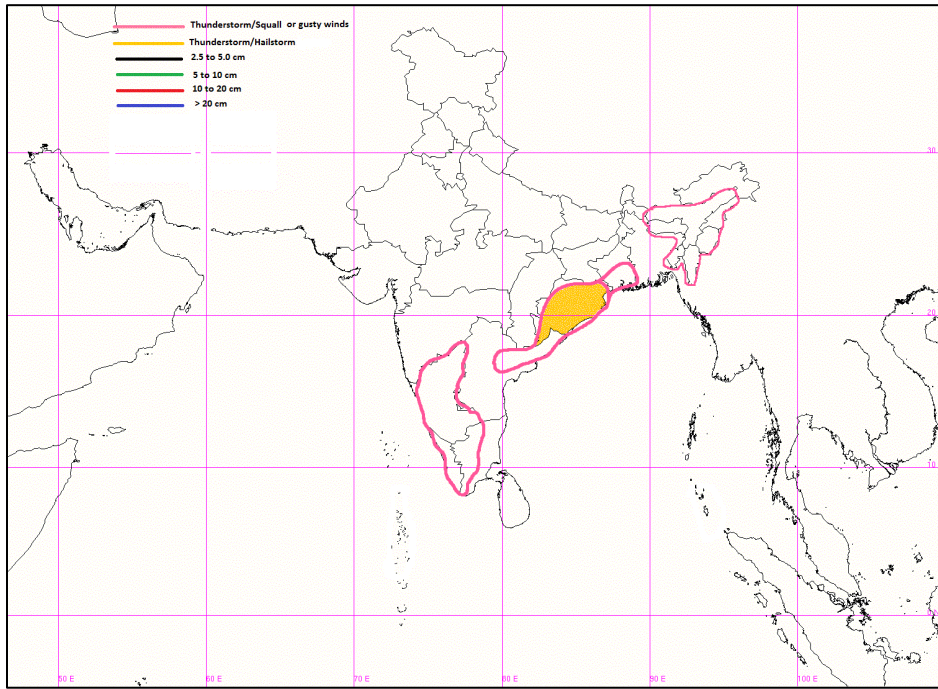 Thunderstorm/Squall or gusty winds
Thunderstorm/Hailstorm
2.5 to 5.0 cm
5 to 10 cm
10 to 20 cm
> 20 cm
30
20
10
50 E
60 E
70 E
80 E
90 E
100 E